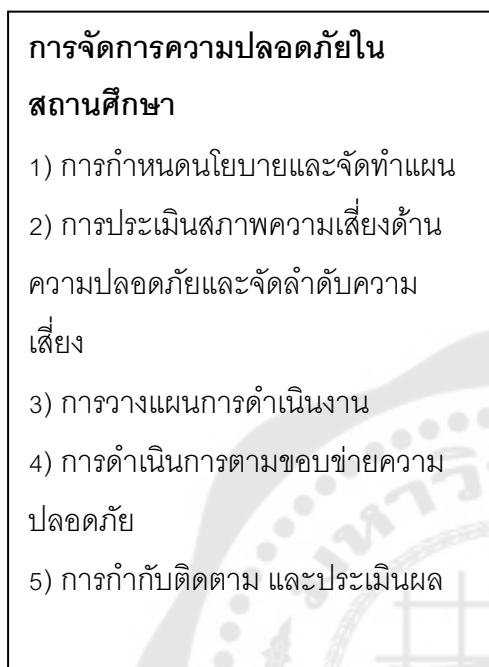 การจัดการความปลอดภัยใน
สถานศึกษา
1) การกำหนดนโยบายและจัดทำแผน
2) การประเมินสภาพความเสี่ยงด้าน
ความปลอดภัยและจัดลำดับความ
เสี่ยง
3) การวางแผนการดำเนินงาน
4) การดำเนินการตามขอบข่ายความ
ปลอดภัย
5) การกำกับติดตาม และประเมินผล